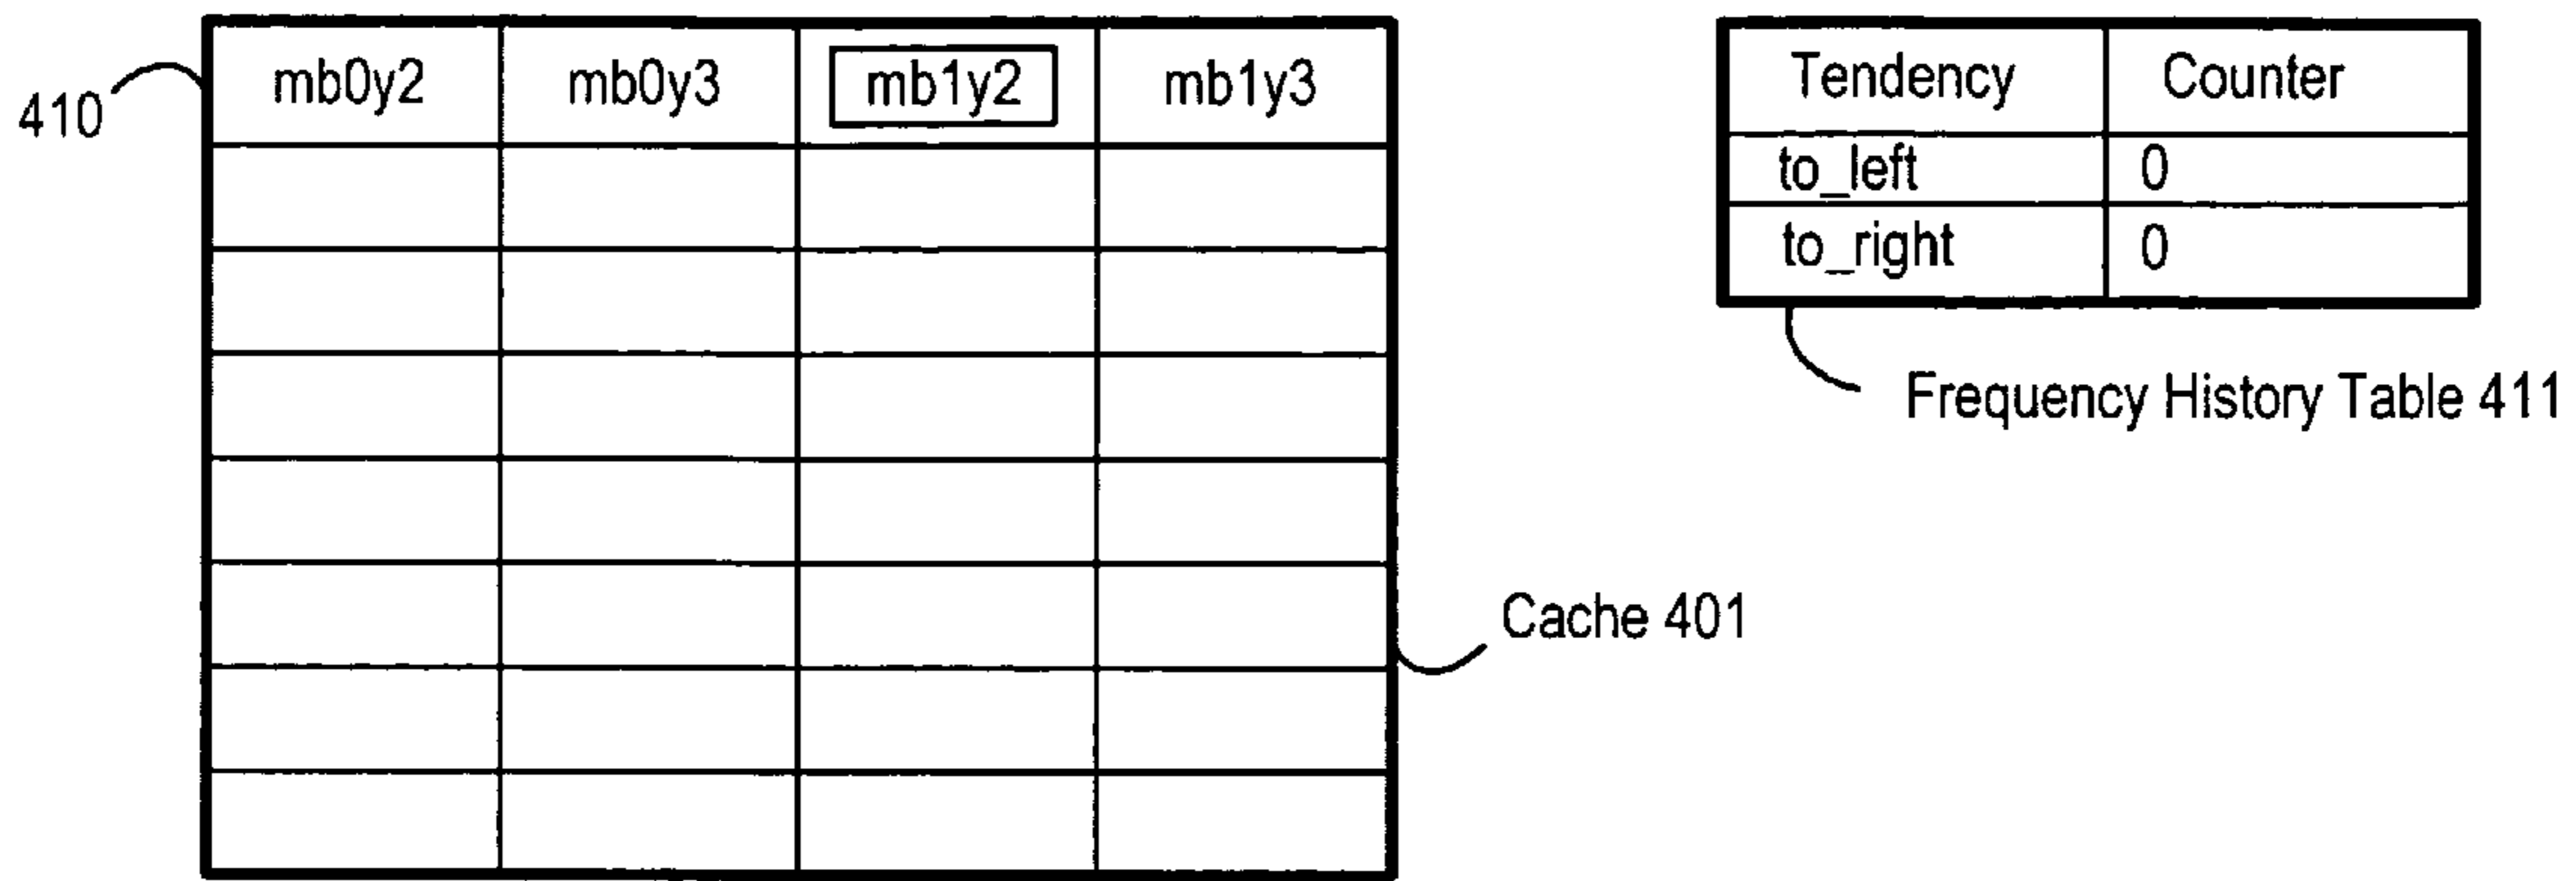 410
mb0y2 mb0y3 mb1y2 mb1y3
Tendency Counter
to_left 0
to_right 0
Frequency History Table 411
Cache 401